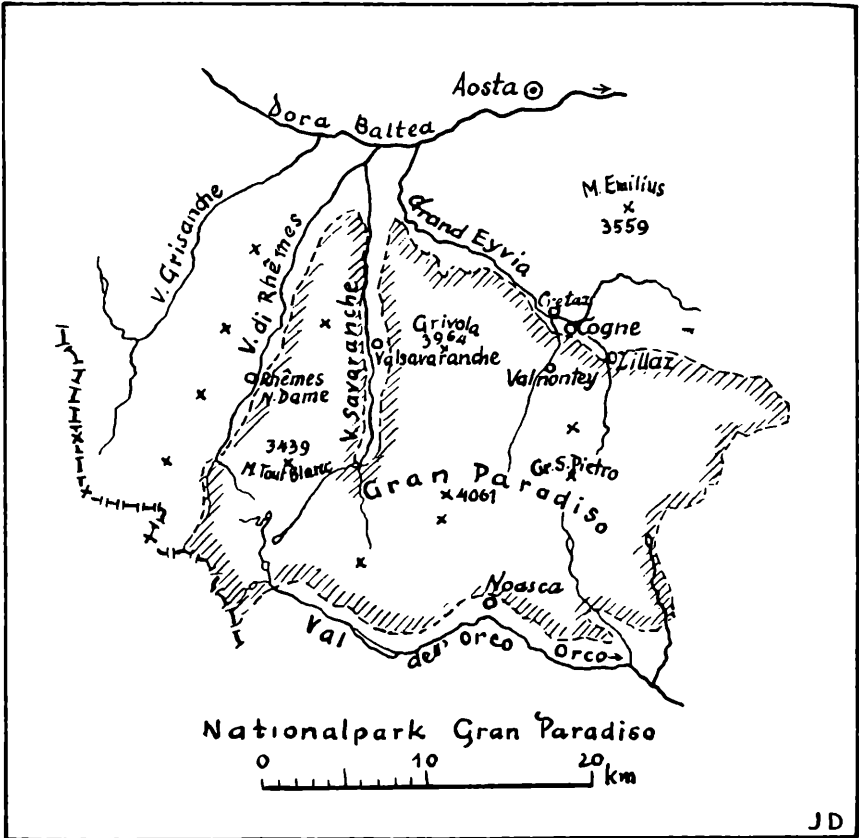 Aosta
→
Dora Baltea
M. Emilius
3559
V. Grisanche
V. di Rhêmes
Grand Eyvia
V. Savaranche
Cretaz
Cogne
Grivola
3964
Valsavaranche
Lillaz
Valmontey
Rhêmes
N. Dame
3439
M. Tout Blanc
Gr. S. Pietro
Gran Paradiso
4061
Noasca
Val dell' Orco
Orco→
Nationalpark Gran Paradiso
0 10 20
km
JD